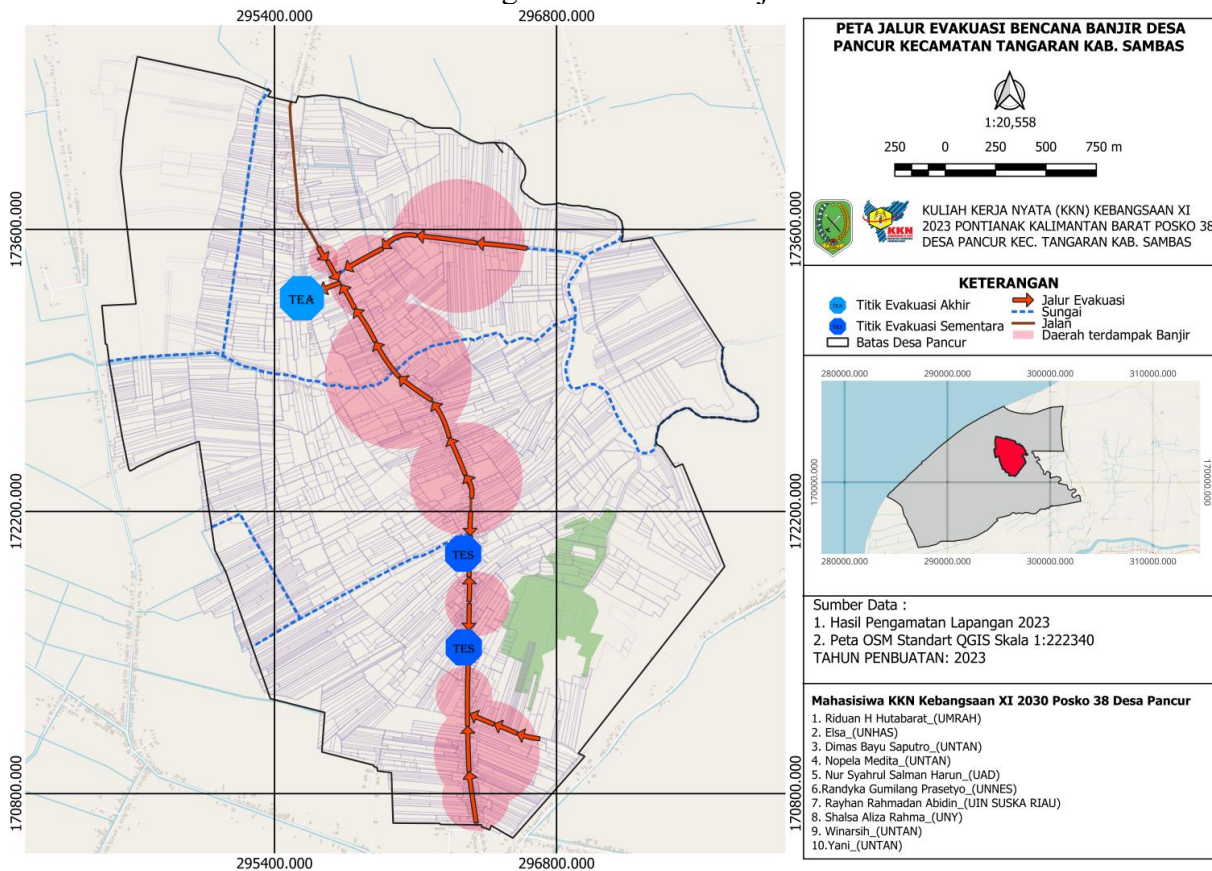 295400.000
296800.000
173600.000
172200.000
170800.000
173600.000
172200.000
170800.000
TEA
TES
TES
295400.000
296800.000
PETA JALUR EVAKUASI BENCANA BANJIR DESA
PANCUR KECAMATAN TANGARAN KAB. SAMBAS
1:20,558
250 0 250 500 750 m
KKN
KULIAH KERJA NYATA (KKN) KEBANGSAAN XI
2023 PONTIANAK KALIMANTAN BARAT POSKO 38
DESA PANCUR KEC. TANGARAN KAB. SAMBAS
KETERANGAN
TEA Titik Evakuasi Akhir
TES Titik Evakuasi Sementara
Batas Desa Pancur
Jalur Evakuasi
Sungai
Jalan
Daerah terdampak Banjir
280000.000 290000.000 300000.000 310000.000
170000.000
170000.000
280000.000 290000.000 300000.000 310000.000
Sumber Data :
1. Hasil Pengamatan Lapangan 2023
2. Peta OSM Standart QGIS Skala 1:222340
TAHUN PENBUATAN: 2023
Mahasisiwa KKN Kebangsaan XI 2030 Posko 38 Desa Pancur
1. Riduan H Hutabarat_(UMRAH)
2. Elsa_(UNHAS)
3. Dimas Bayu Saputro_(UNTAN)
4. Nopela Medita_(UNTAN)
5. Nur Syahrul Salman Harun_(UAD)
6.Randyka Gumilang Prasetyo_(UNNES)
7. Rayhan Rahmadan Abidin_(UIN SUSKA RIAU)
8. Shalsa Aliza Rahma_(UNY)
9. Winarsih_(UNTAN)
10.Yani_(UNTAN)